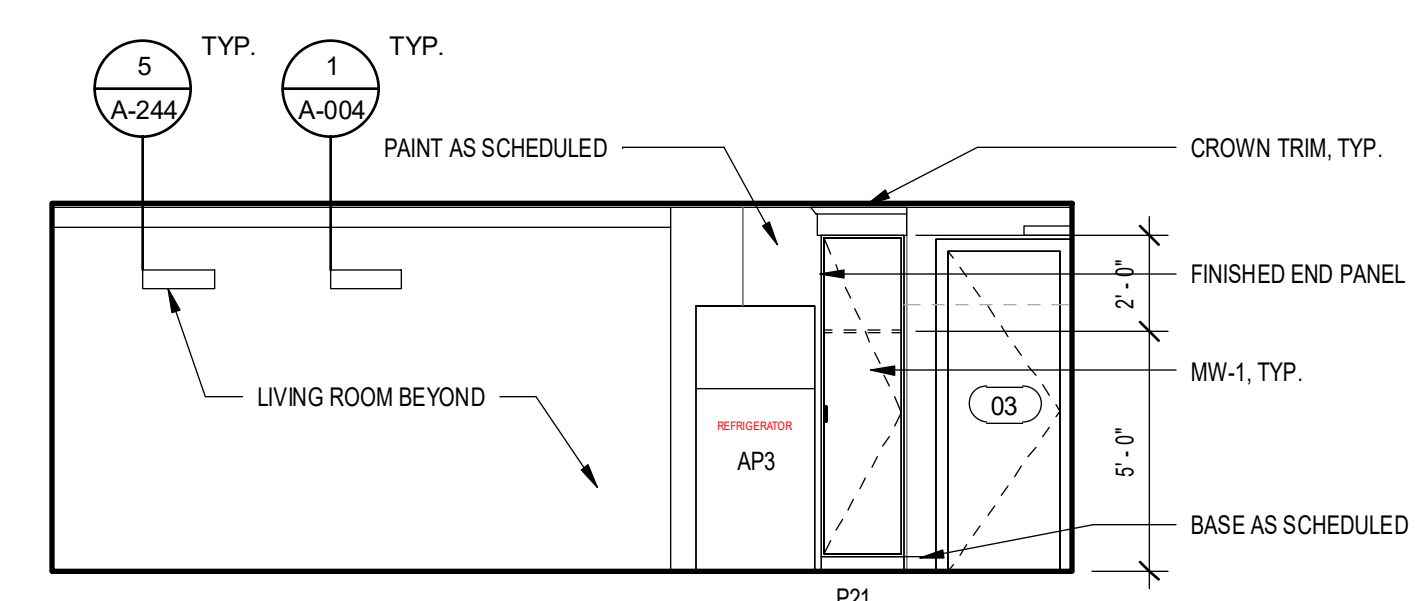 5
A-244
TYP.
1
A-004
TYP.
PAINT AS SCHEDULED
CROWN TRIM, TYP.
2' - 0"
FINISHED END PANEL
MW-1, TYP.
LIVING ROOM BEYOND
03
REFRIGERATOR
AP3
5' - 0"
BASE AS SCHEDULED
P21